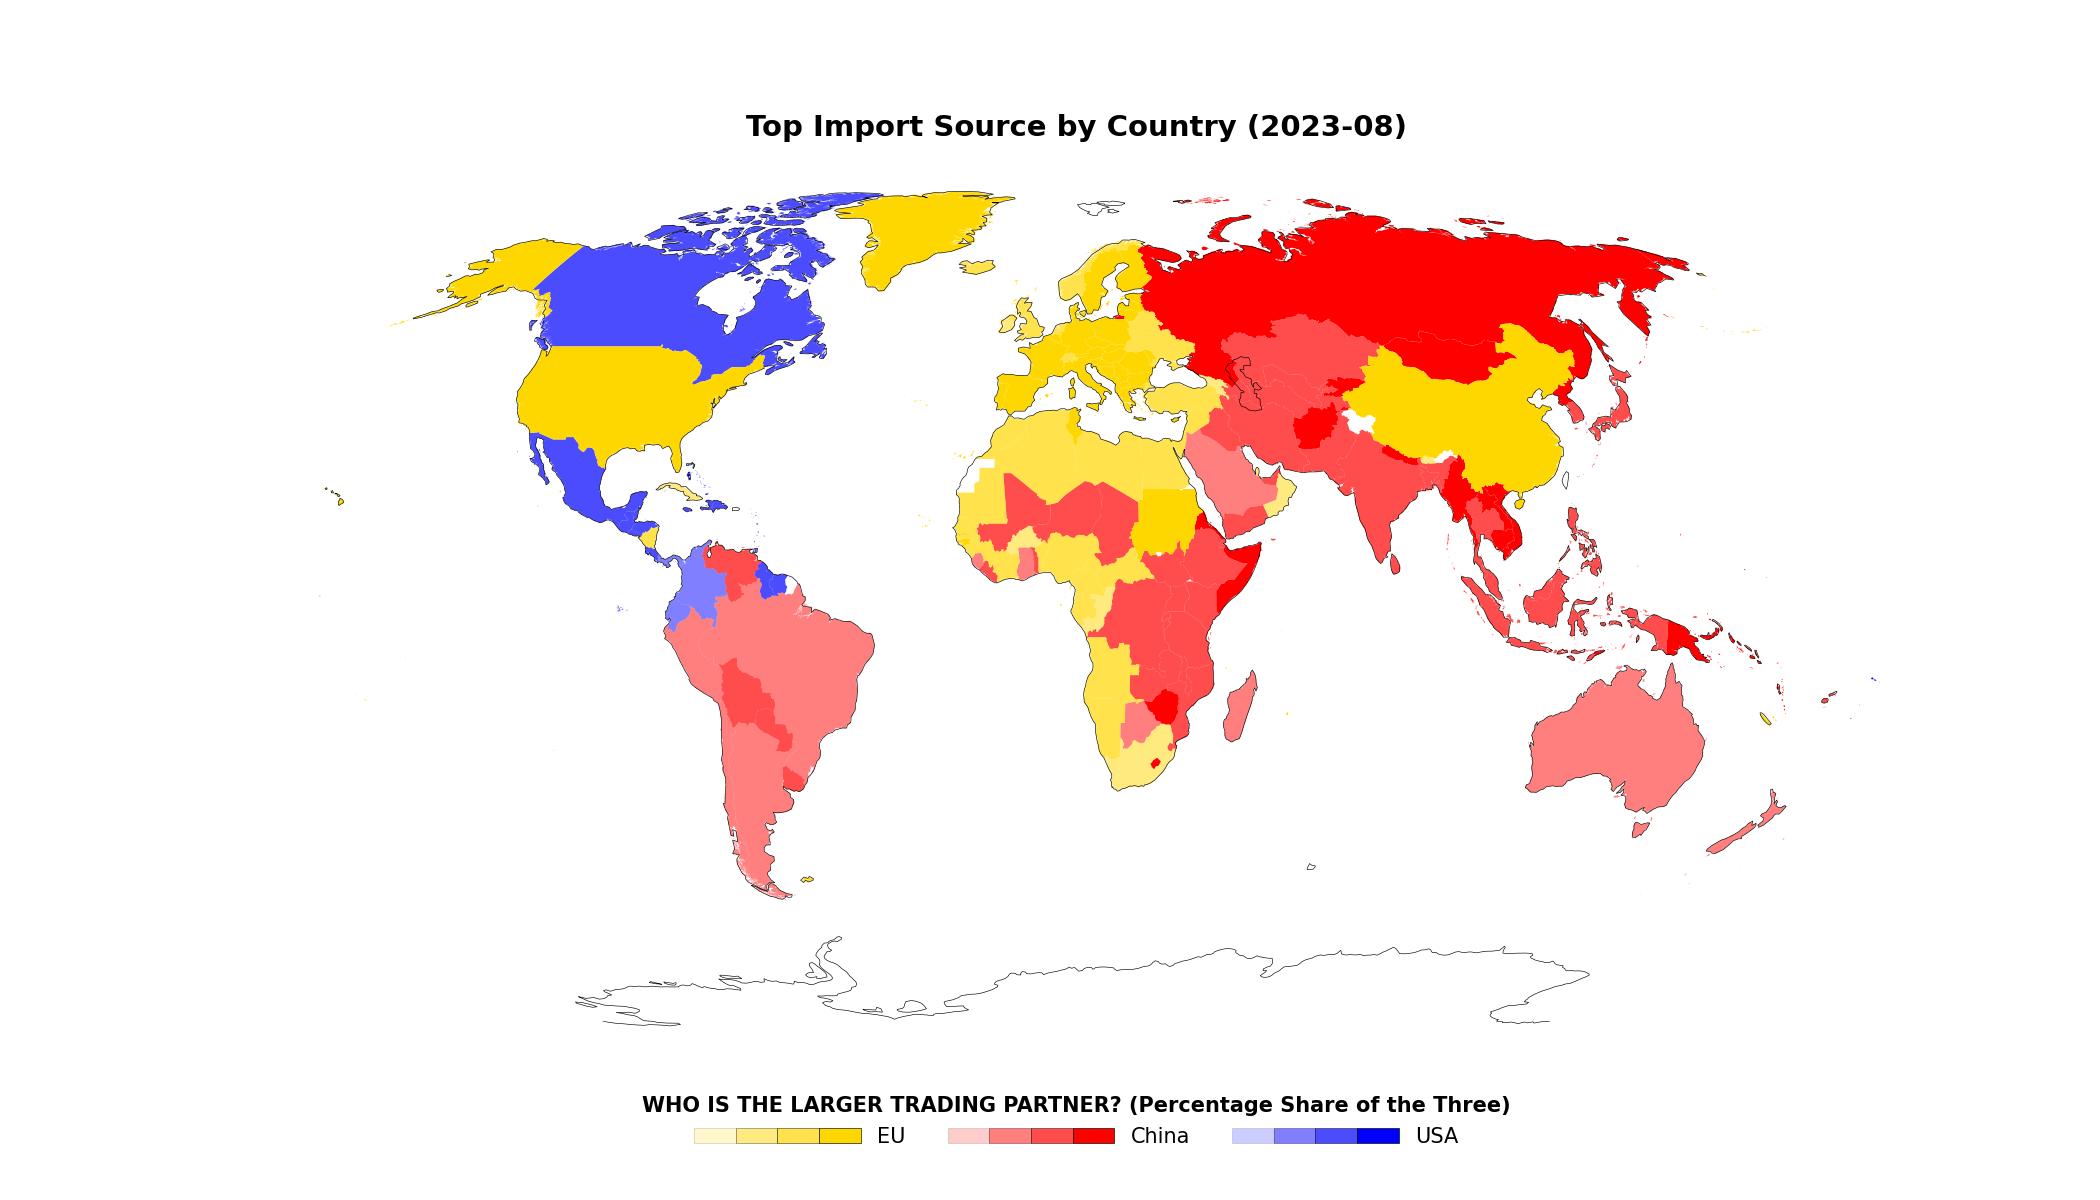 Top Import Source by Country (2023-08)
WHO IS THE LARGER TRADING PARTNER? (Percentage Share of the Three)
EU China USA